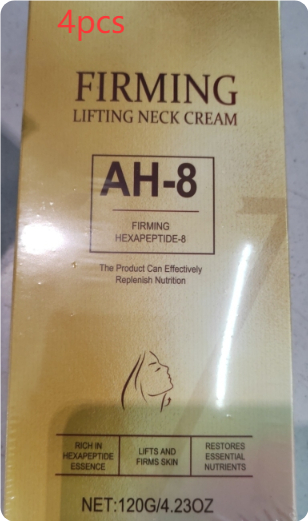 4pcs
FIRMING
LIFTING NECK CREAM
AH-8
FIRMING
HEXAPEPTIDE-8
The Product Can Effectively
Replenish Nutrition
RICH IN
HEXAPEPTIDE
ESSENCE
LIFTS AND
FIRMS SKIN
RESTORES
ESSENTIAL
NUTRIENTS
NET:120G/4.23OZ